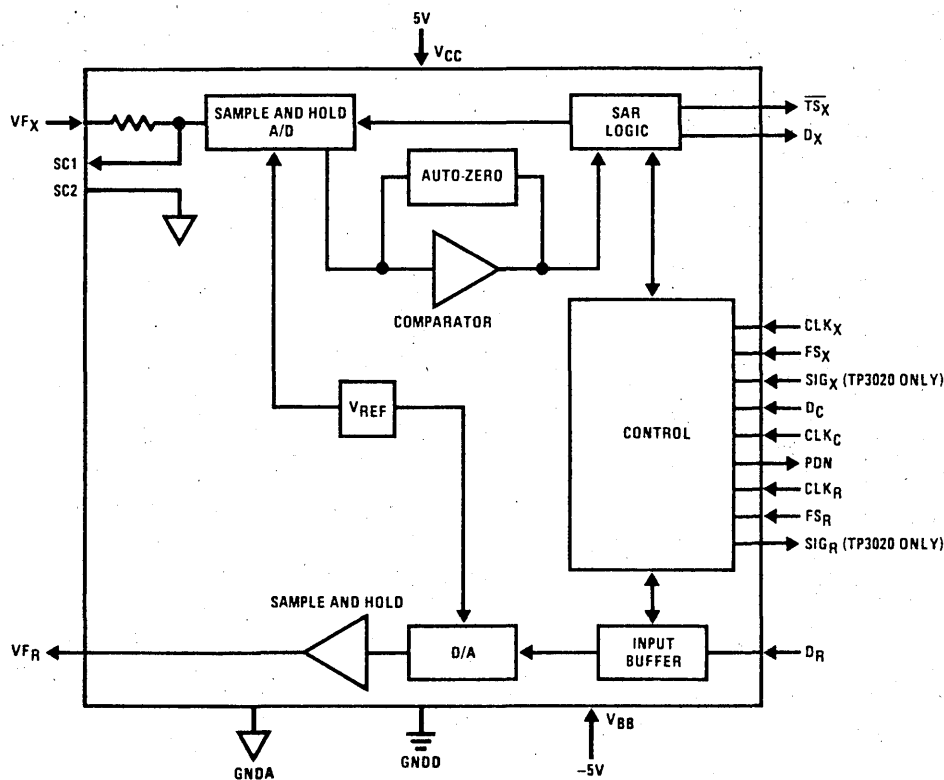 5V
VCC
VFX
SAMPLE AND HOLD
A/D
SAR
LOGIC
TSX
DX
SC1
SC2
AUTO-ZERO
COMPARATOR
CLKX
FSX
SIGX (TP3020 ONLY)
DC
CLKC
PDN
CLKR
FSR
SIGR (TP3020 ONLY)
CONTROL
VREF
SAMPLE AND HOLD
VFR
D/A
INPUT
BUFFER
DR
GNDA
GNDD
VBB
-5V